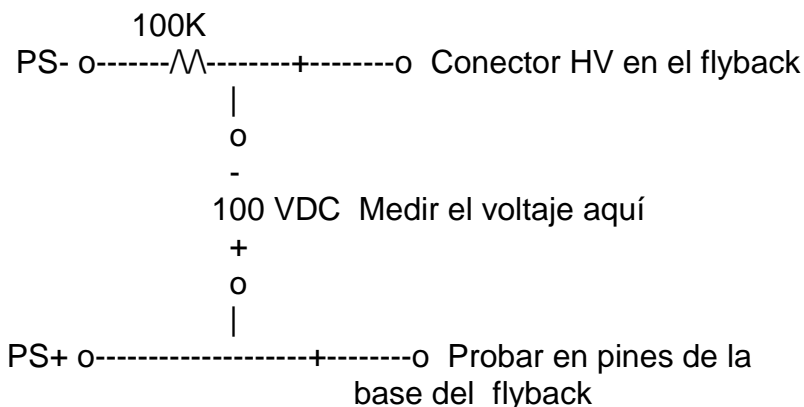 100K
PS- o-------/\/\--------+--------o Conector HV en el flyback
|
o
-
100 VDC Medir el voltaje aquí
+
o
|
PS+ o--------------------+--------o Probar en pines de la
base del flyback